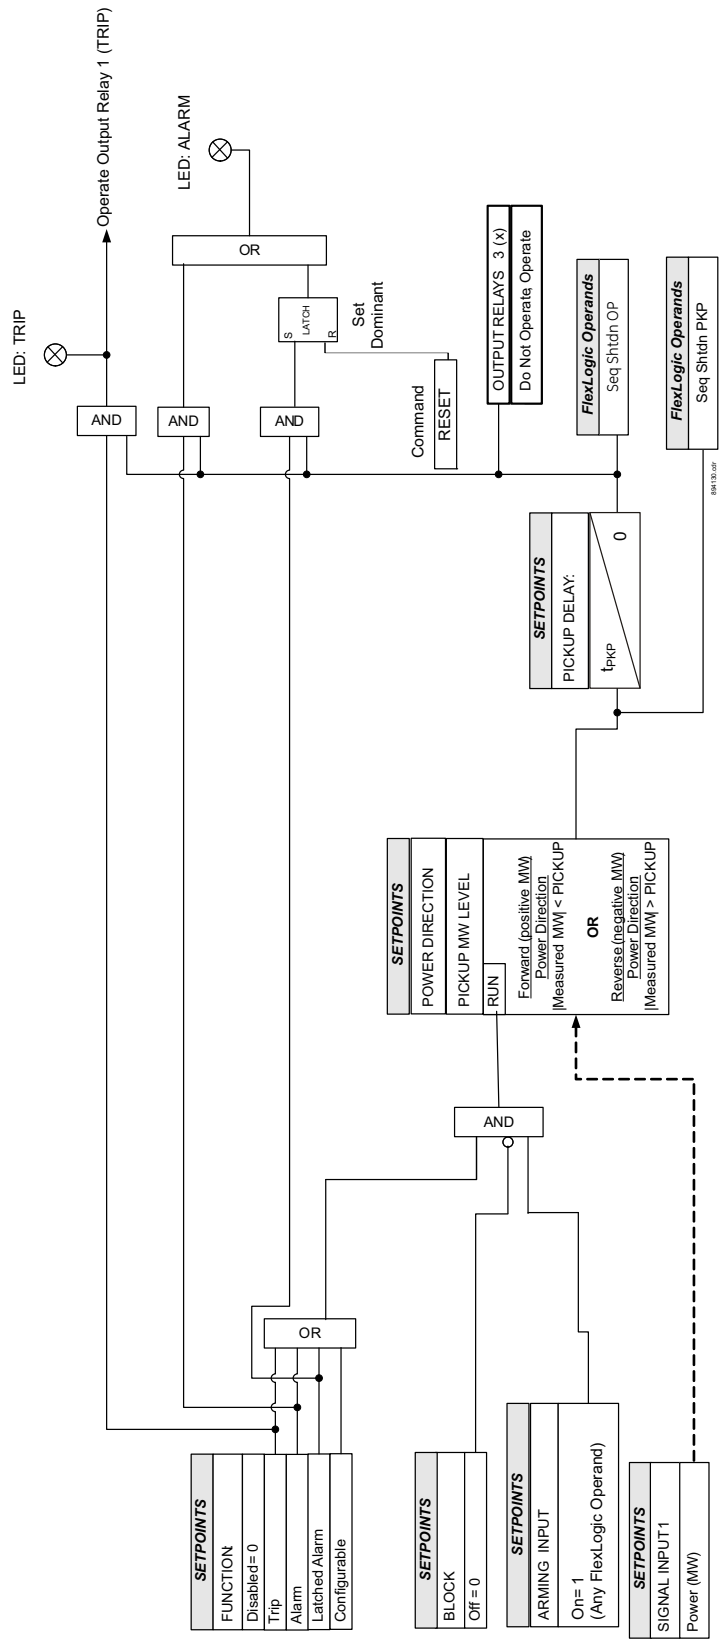 SETPOINTS
FUNCTION:
Disabled = 0
Trip
Alarm
Latched Alarm
Configurable
SETPOINTS
BLOCK
Off = 0
SETPOINTS
ARMING INPUT
On= 1
(Any FlexLogic Operand)
SETPOINTS
SIGNAL INPUT1
Power (MW)
OR
AND
SETPOINTS
POWER DIRECTION
PICKUP MW LEVEL
RUN
Forward (positive MW)
Power Direction
|Measured MW| < PICKUP
OR
Reverse (negative MW)
Power Direction
|Measured MW| > PICKUP
SETPOINTS
PICKUP DELAY:
tPKP
0
AND
AND
AND
Command
RESET
S
LATCH
R
Set
Dominant
OR
LED: TRIP
Operate Output Relay 1 (TRIP)
LED: ALARM
OUTPUT RELAYS 3 (x)
Do Not Operate, Operate
FlexLogic Operands
Seq Shtdn OP
FlexLogic Operands
Seq Shtdn PKP
894130.cdr